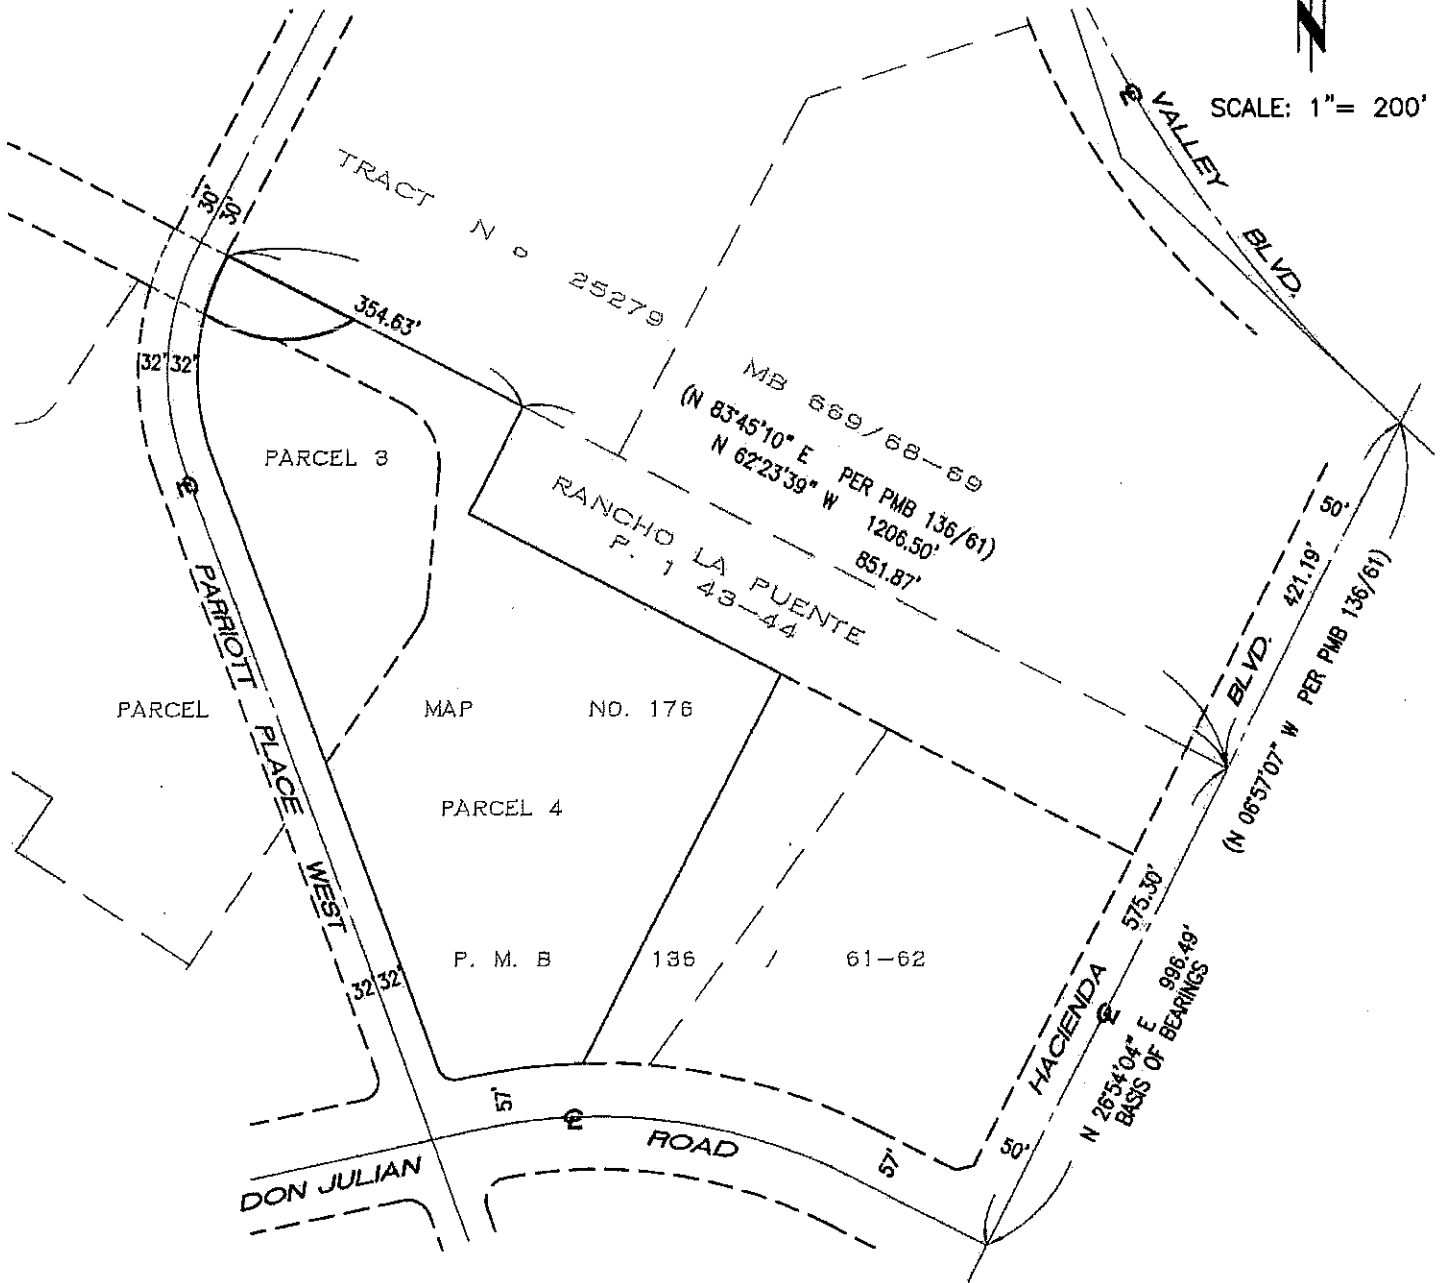 N
SCALE: 1"= 200'
℄
VALLEY
BLVD.
30'
30'
TRACT No 25279
354.63'
32'
32'
MB 669/68-69
(N 83°45'10" E PER PMB 136/61)
N 62°23'39" W 1206.50'
851.87'
PARCEL 3
℄
RANCHO LA PUENTE
P. 1 43-44
50'
421.19'
BLVD.
(N 06°57'07" W PER PMB 136/61)
PARRIOTT PLACE WEST
PARCEL MAP NO. 176
PARCEL 4
575.30'
P. M. B 136 / 61-62
32'
32'
HACIENDA
℄
N 26°54'04" E 996.49'
BASIS OF BEARINGS
57'
℄
DON JULIAN ROAD
57'
50'